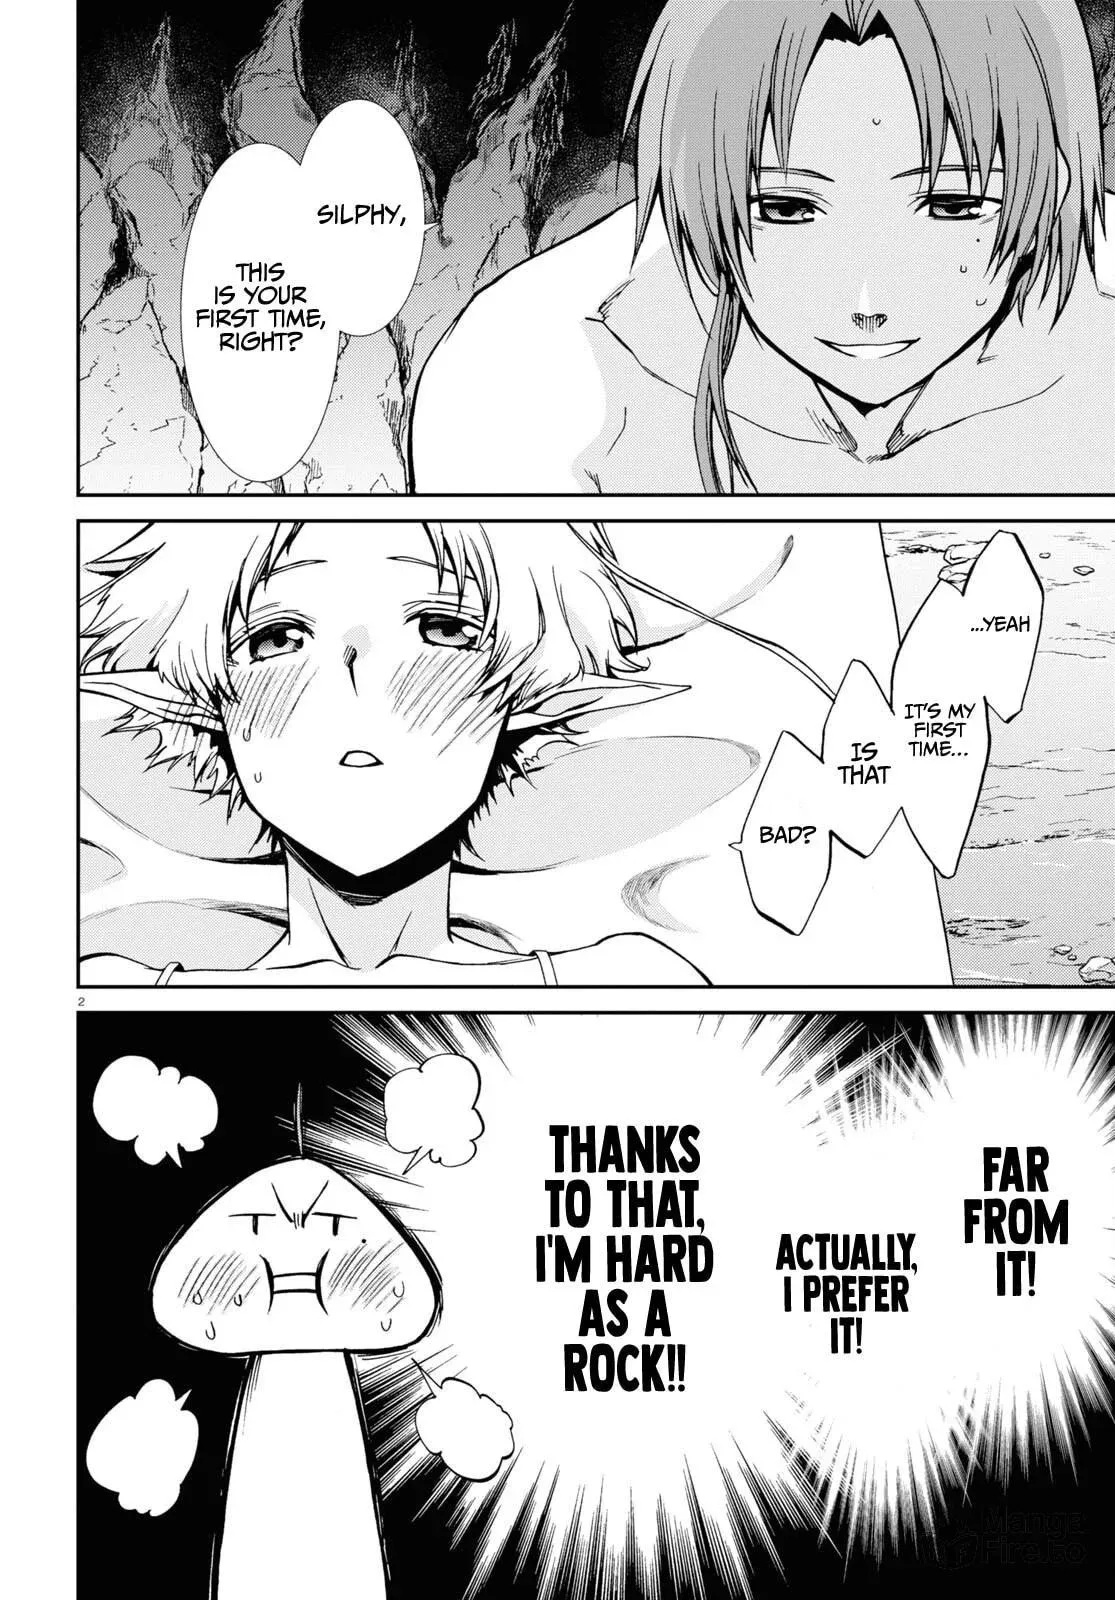 SILPHY,
THIS
IS YOUR
FIRST TIME,
RIGHT?
...YEAH
IT'S MY
FIRST
TIME...
IS
THAT
BAD?
2
FAR
FROM
IT!
ACTUALLY,
I PREFER
IT!
THANKS
TO THAT,
I'M HARD
AS A
ROCK!!
Manga
Fire.to